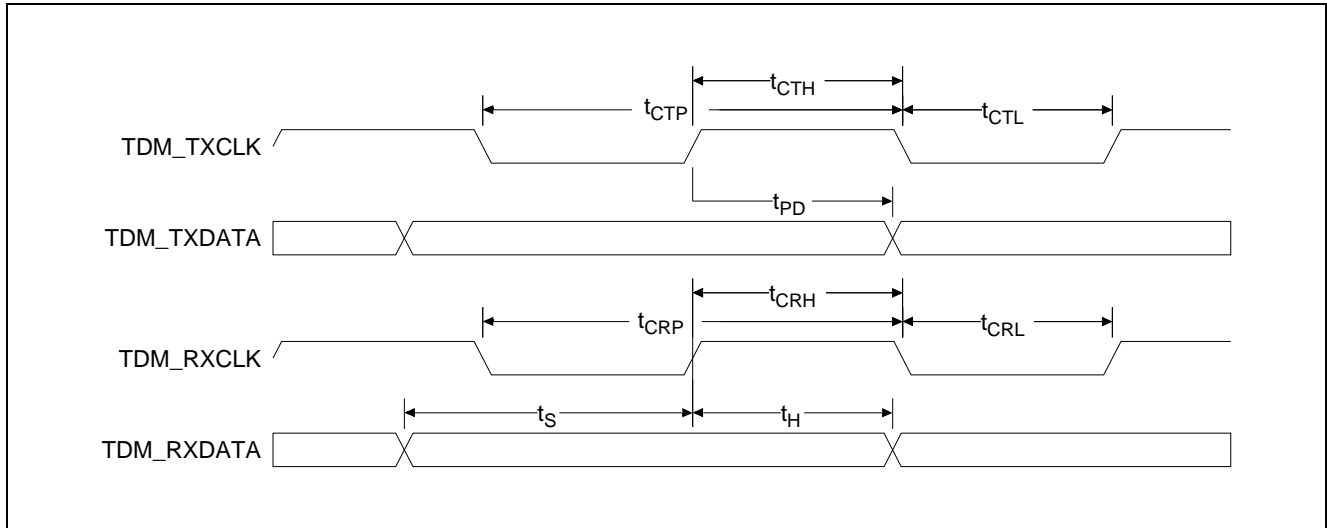 tCTH
tCTP
tCTL
TDM_TXCLK
tPD
TDM_TXDATA
tCRH
tCRP
tCRL
TDM_RXCLK
tS
tH
TDM_RXDATA